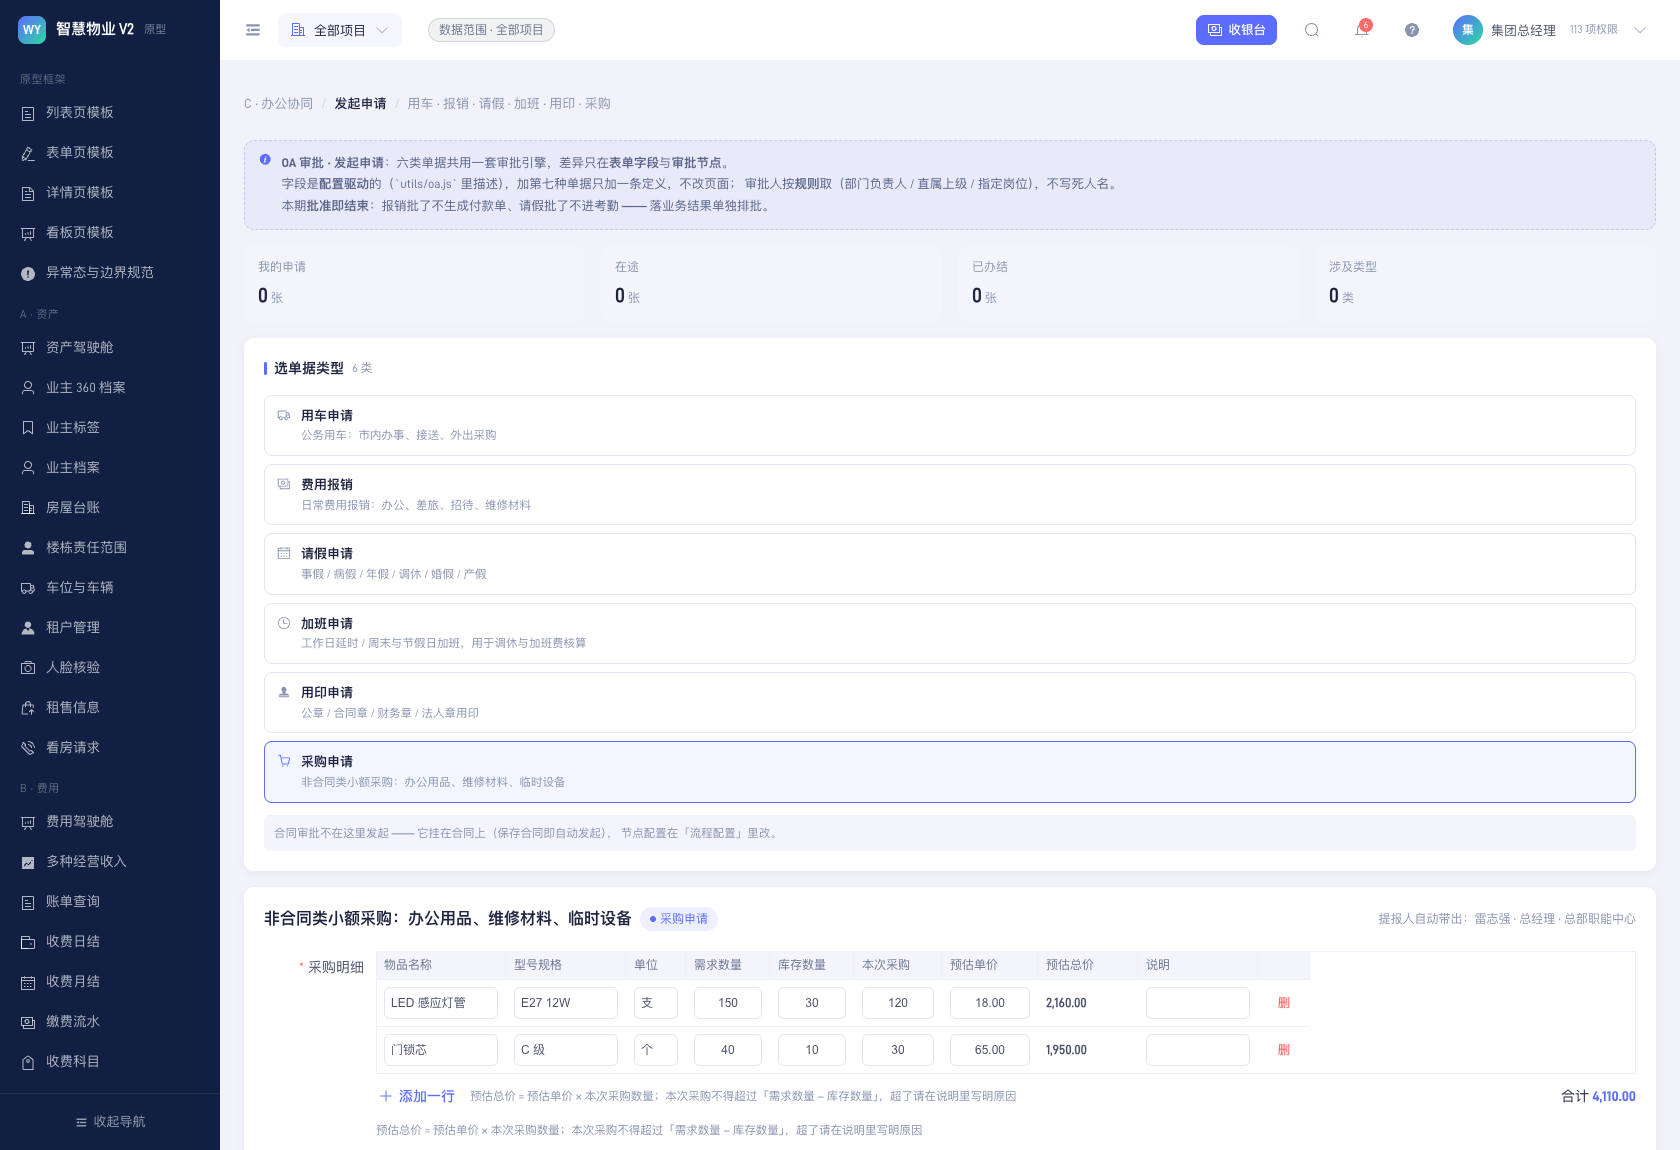 WY 智慧物业 V2 原型
原型框架
列表页模板
表单页模板
详情页模板
看板页模板
异常态与边界规范
A · 资产
资产驾驶舱
业主 360 档案
业主标签
业主档案
房屋台账
楼栋责任范围
车位与车辆
租户管理
人脸核验
租售信息
看房请求
B · 费用
费用驾驶舱
多种经营收入
账单查询
收费日结
收费月结
缴费流水
收费科目
收起导航
全部项目
数据范围 · 全部项目
收银台
6
集 集团总经理 113 项权限
C · 办公协同 / 发起申请 / 用车 · 报销 · 请假 · 加班 · 用印 · 采购
OA 审批 · 发起申请：六类单据共用一套审批引擎，差异只在表单字段与审批节点。
字段是配置驱动的（`utils/oa.js` 里描述），加第七种单据只加一条定义，不改页面； 审批人按规则取（部门负责人 / 直属上级 / 指定岗位），不写死人名。
本期批准即结束：报销批了不生成付款单、请假批了不进考勤 —— 落业务结果单独排批。
我的申请
0 张
在途
0 张
已办结
0 张
涉及类型
0 类
选单据类型 6 类
用车申请
公务用车：市内办事、接送、外出采购
费用报销
日常费用报销：办公、差旅、招待、维修材料
请假申请
事假 / 病假 / 年假 / 调休 / 婚假 / 产假
加班申请
工作日延时 / 周末与节假日加班，用于调休与加班费核算
用印申请
公章 / 合同章 / 财务章 / 法人章用印
采购申请
非合同类小额采购：办公用品、维修材料、临时设备
合同审批不在这里发起 —— 它挂在合同上（保存合同即自动发起）， 节点配置在「流程配置」里改。
非合同类小额采购：办公用品、维修材料、临时设备 采购申请
提报人自动带出：雷志强 · 总经理 · 总部职能中心
* 采购明细
物品名称 型号规格 单位 需求数量 库存数量 本次采购 预估单价 预估总价 说明
LED 感应灯管 E27 12W 支 150 30 120 18.00 2,160.00 删
门锁芯 C 级 个 40 10 30 65.00 1,950.00 删
添加一行 预估总价 = 预估单价 × 本次采购数量；本次采购不得超过「需求数量 − 库存数量」，超了请在说明里写明原因
合计 4,110.00
预估总价 = 预估单价 × 本次采购数量；本次采购不得超过「需求数量 − 库存数量」，超了请在说明里写明原因